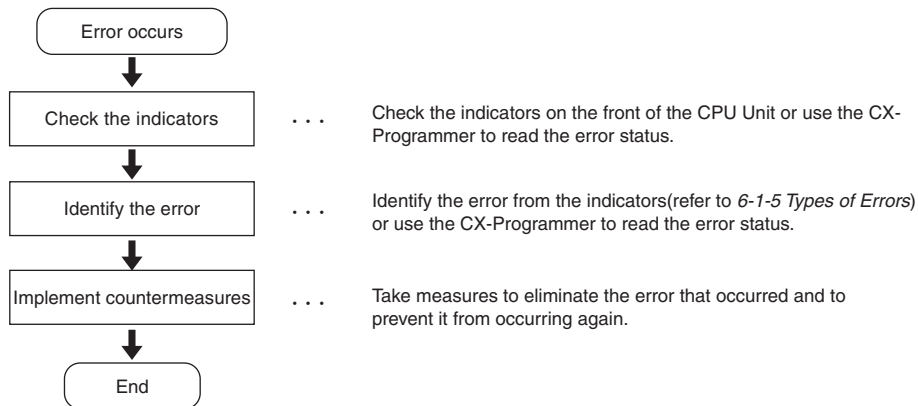 Error occurs
Check the indicators
. . .
Check the indicators on the front of the CPU Unit or use the CX-
Programmer to read the error status.
Identify the error
. . .
Identify the error from the indicators(refer to 6-1-5 Types of Errors)
or use the CX-Programmer to read the error status.
Implement countermeasures
. . .
Take measures to eliminate the error that occurred and to
prevent it from occurring again.
End